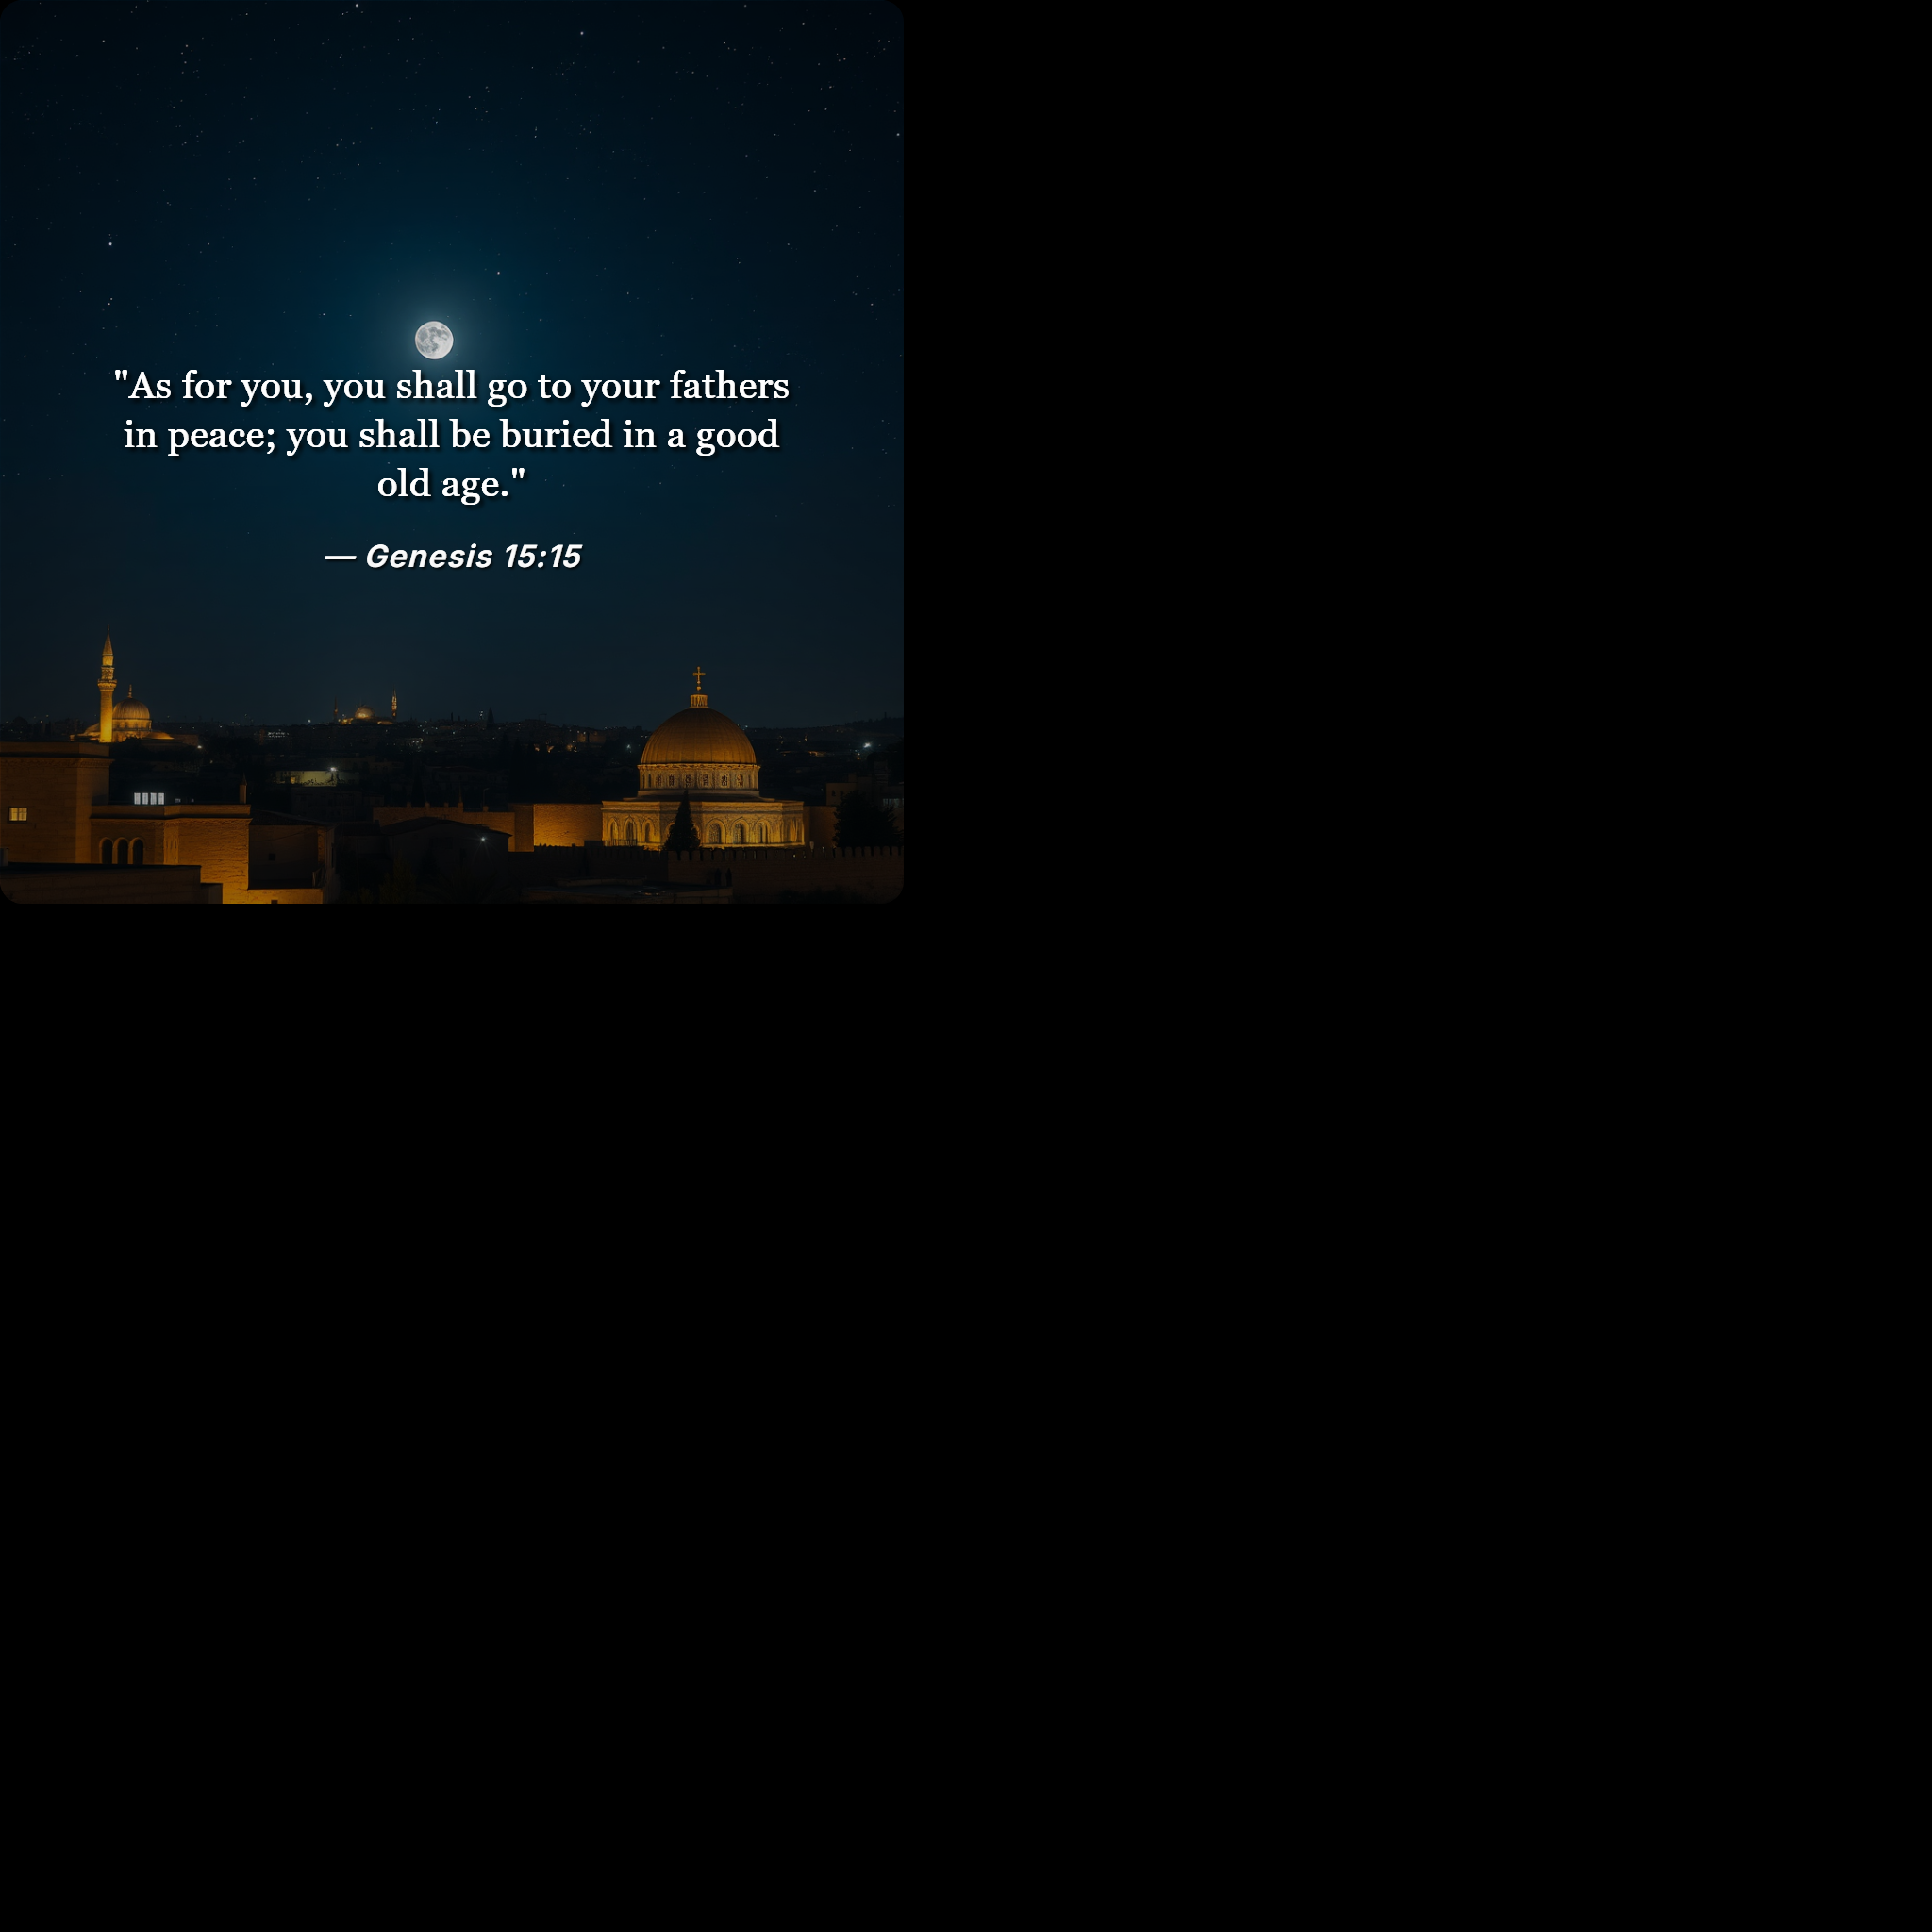 "As for you, you shall go to your fathers
in peace; you shall be buried in a good
old age."
— Genesis 15:15